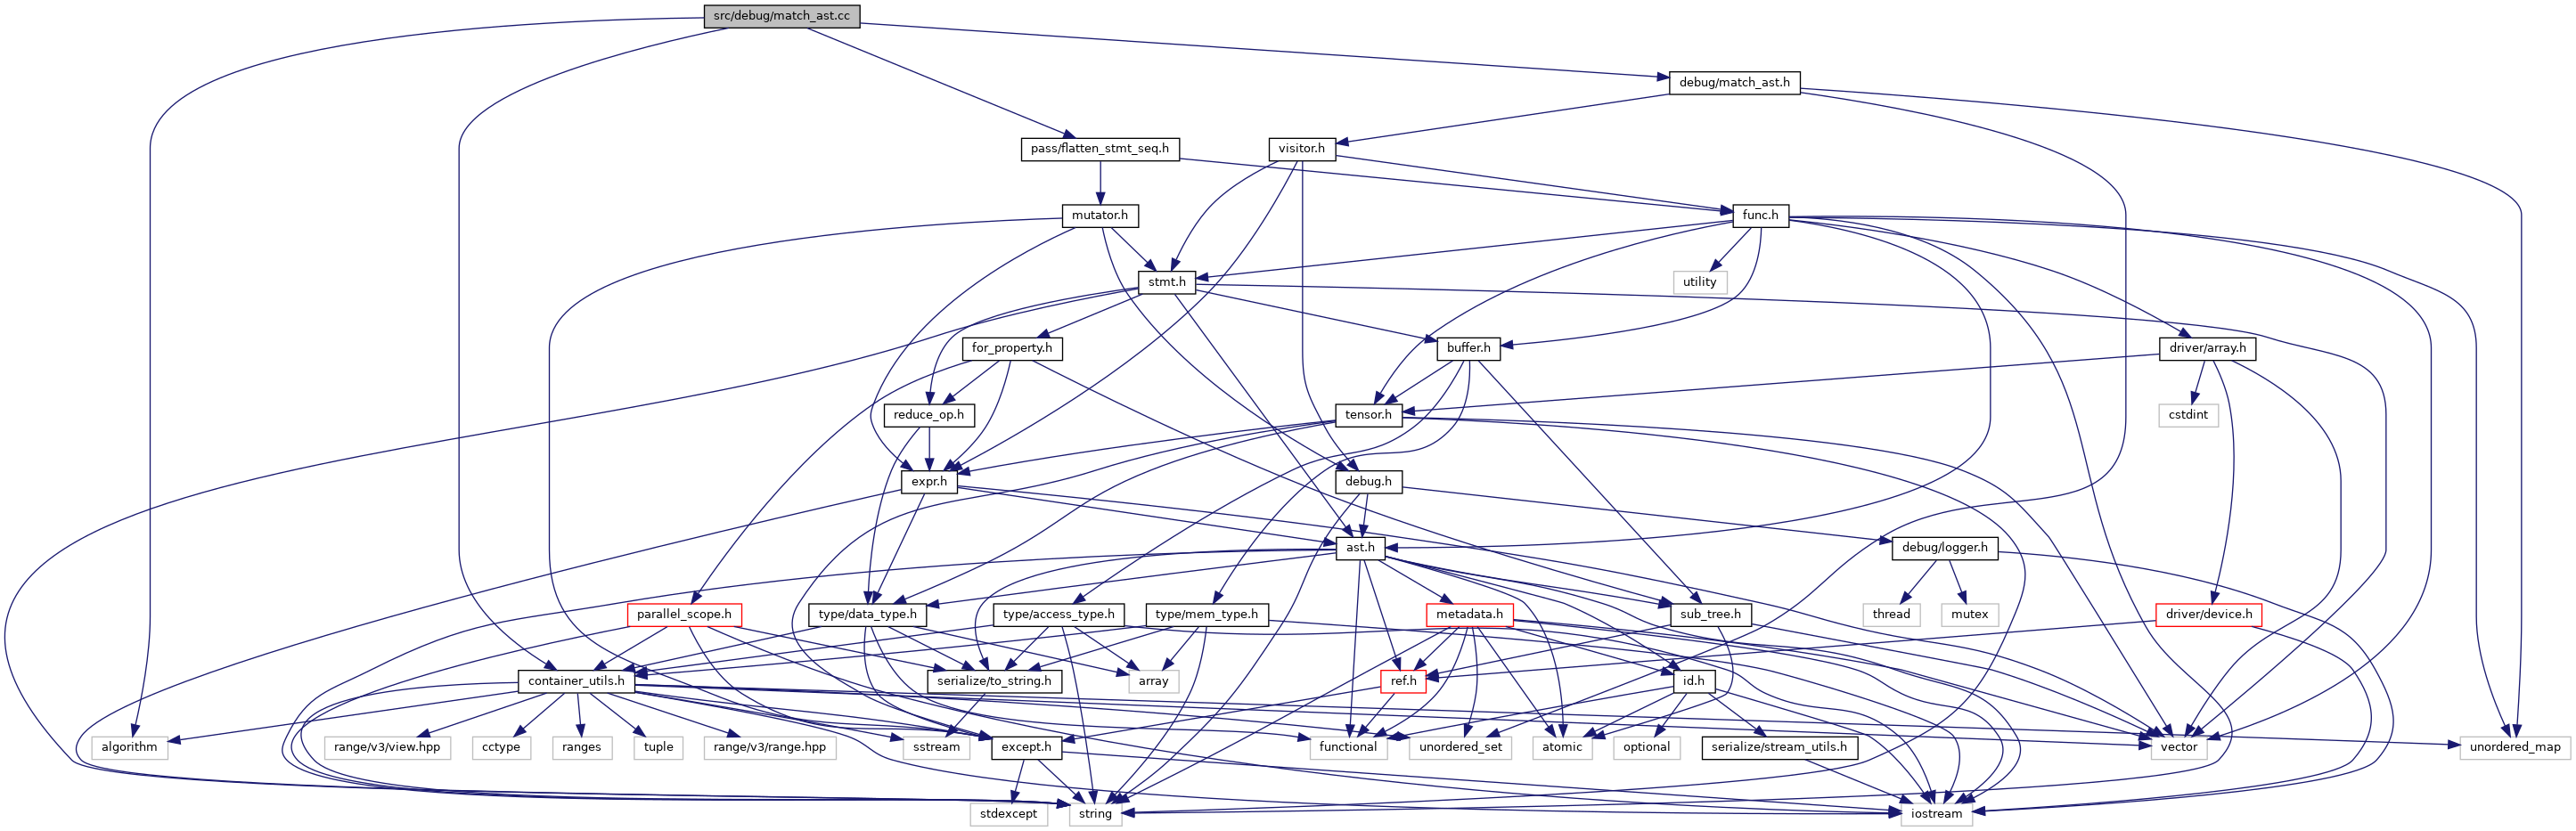 src/debug/match_ast.cc
debug/match_ast.h
pass/flatten_stmt_seq.h
visitor.h
mutator.h
func.h
stmt.h
utility
for_property.h
buffer.h
driver/array.h
reduce_op.h
tensor.h
cstdint
expr.h
debug.h
ast.h
debug/logger.h
parallel_scope.h
type/data_type.h
type/access_type.h
type/mem_type.h
metadata.h
sub_tree.h
thread
mutex
driver/device.h
container_utils.h
serialize/to_string.h
array
ref.h
id.h
algorithm
range/v3/view.hpp
cctype
ranges
tuple
range/v3/range.hpp
sstream
except.h
functional
unordered_set
atomic
optional
serialize/stream_utils.h
vector
unordered_map
stdexcept
string
iostream